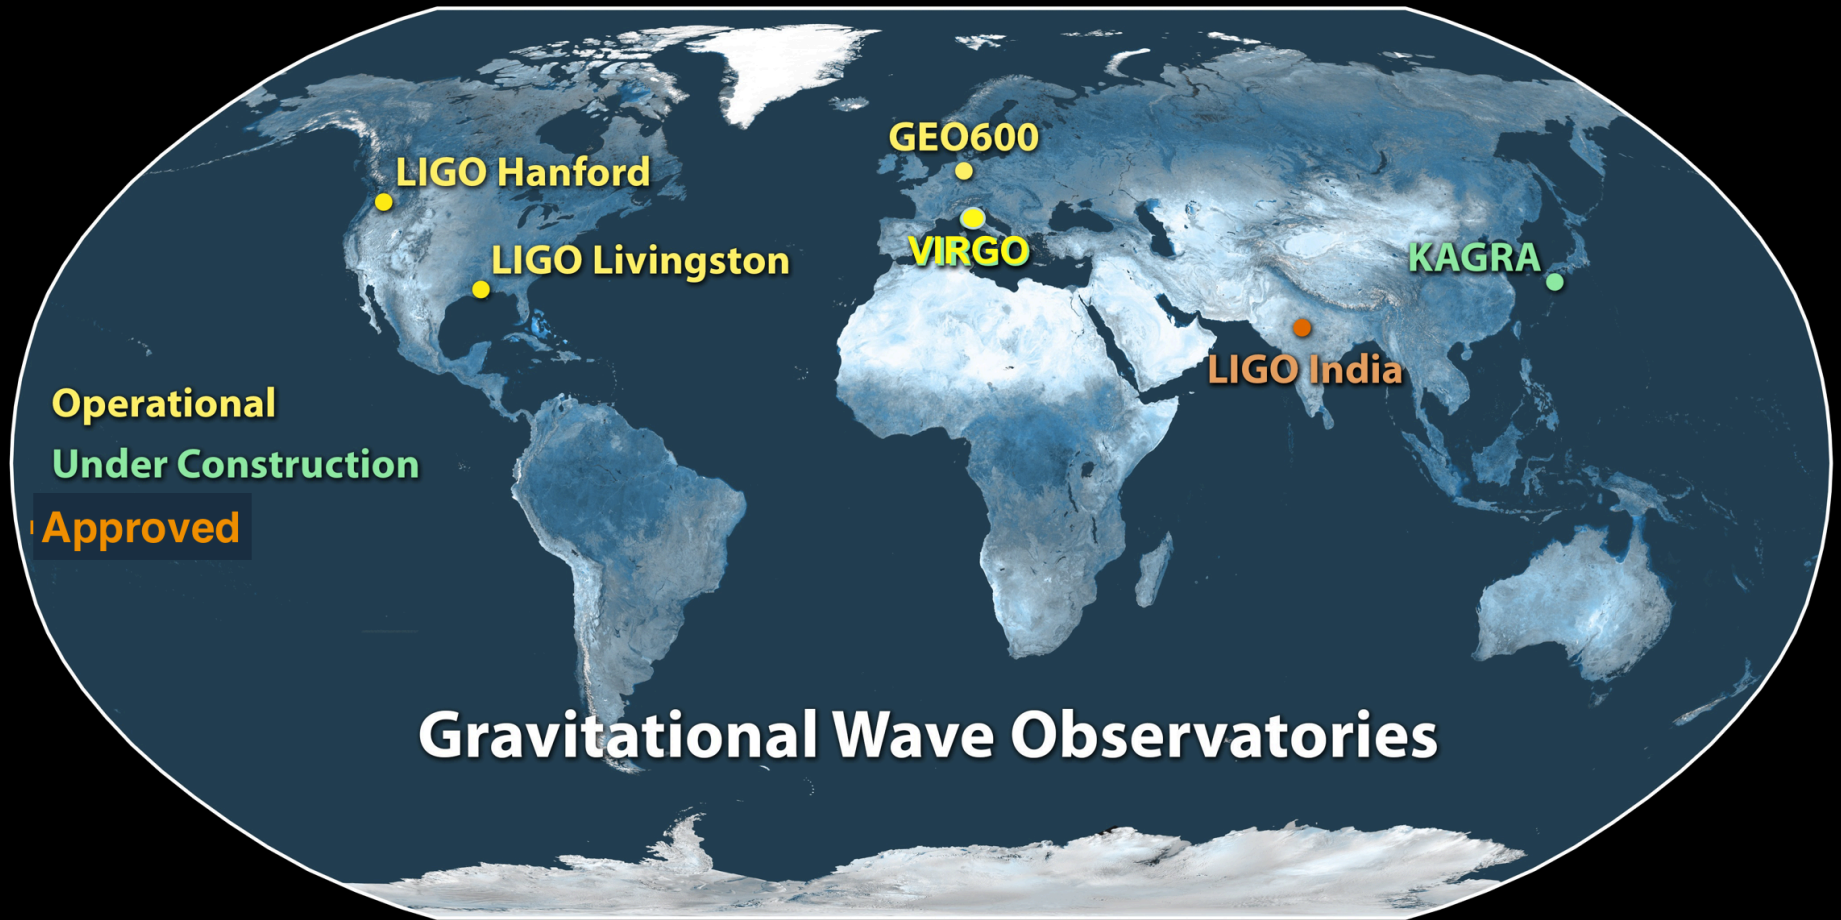 GEO600
LIGO Hanford
VIRGO
LIGO Livingston
KAGRA
LIGO India
Operational
Under Construction
Approved
Gravitational Wave Observatories